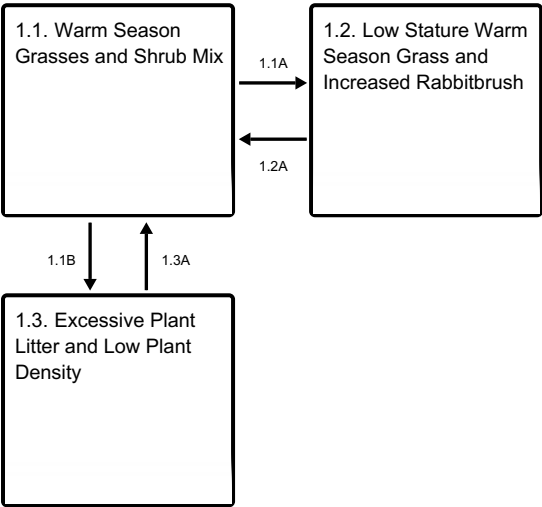 1.1. Warm Season
Grasses and Shrub Mix
1.1A
1.2. Low Stature Warm
Season Grass and
Increased Rabbitbrush
1.2A
1.1B
1.3A
1.3. Excessive Plant
Litter and Low Plant
Density